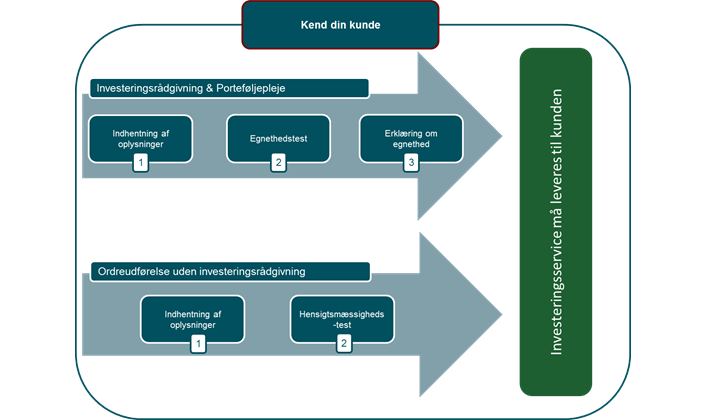 Kend din kunde
Investeringsrådgivning & Porteføljepleje
Indhentning af
oplysninger
1
Egnethedstest
2
Erklæring om
egnethed
3
Ordreudførelse uden investeringsrådgivning
Indhentning af
oplysninger
1
Hensigtsmæssigheds
-test
2
Investeringsservice må leveres til kunden